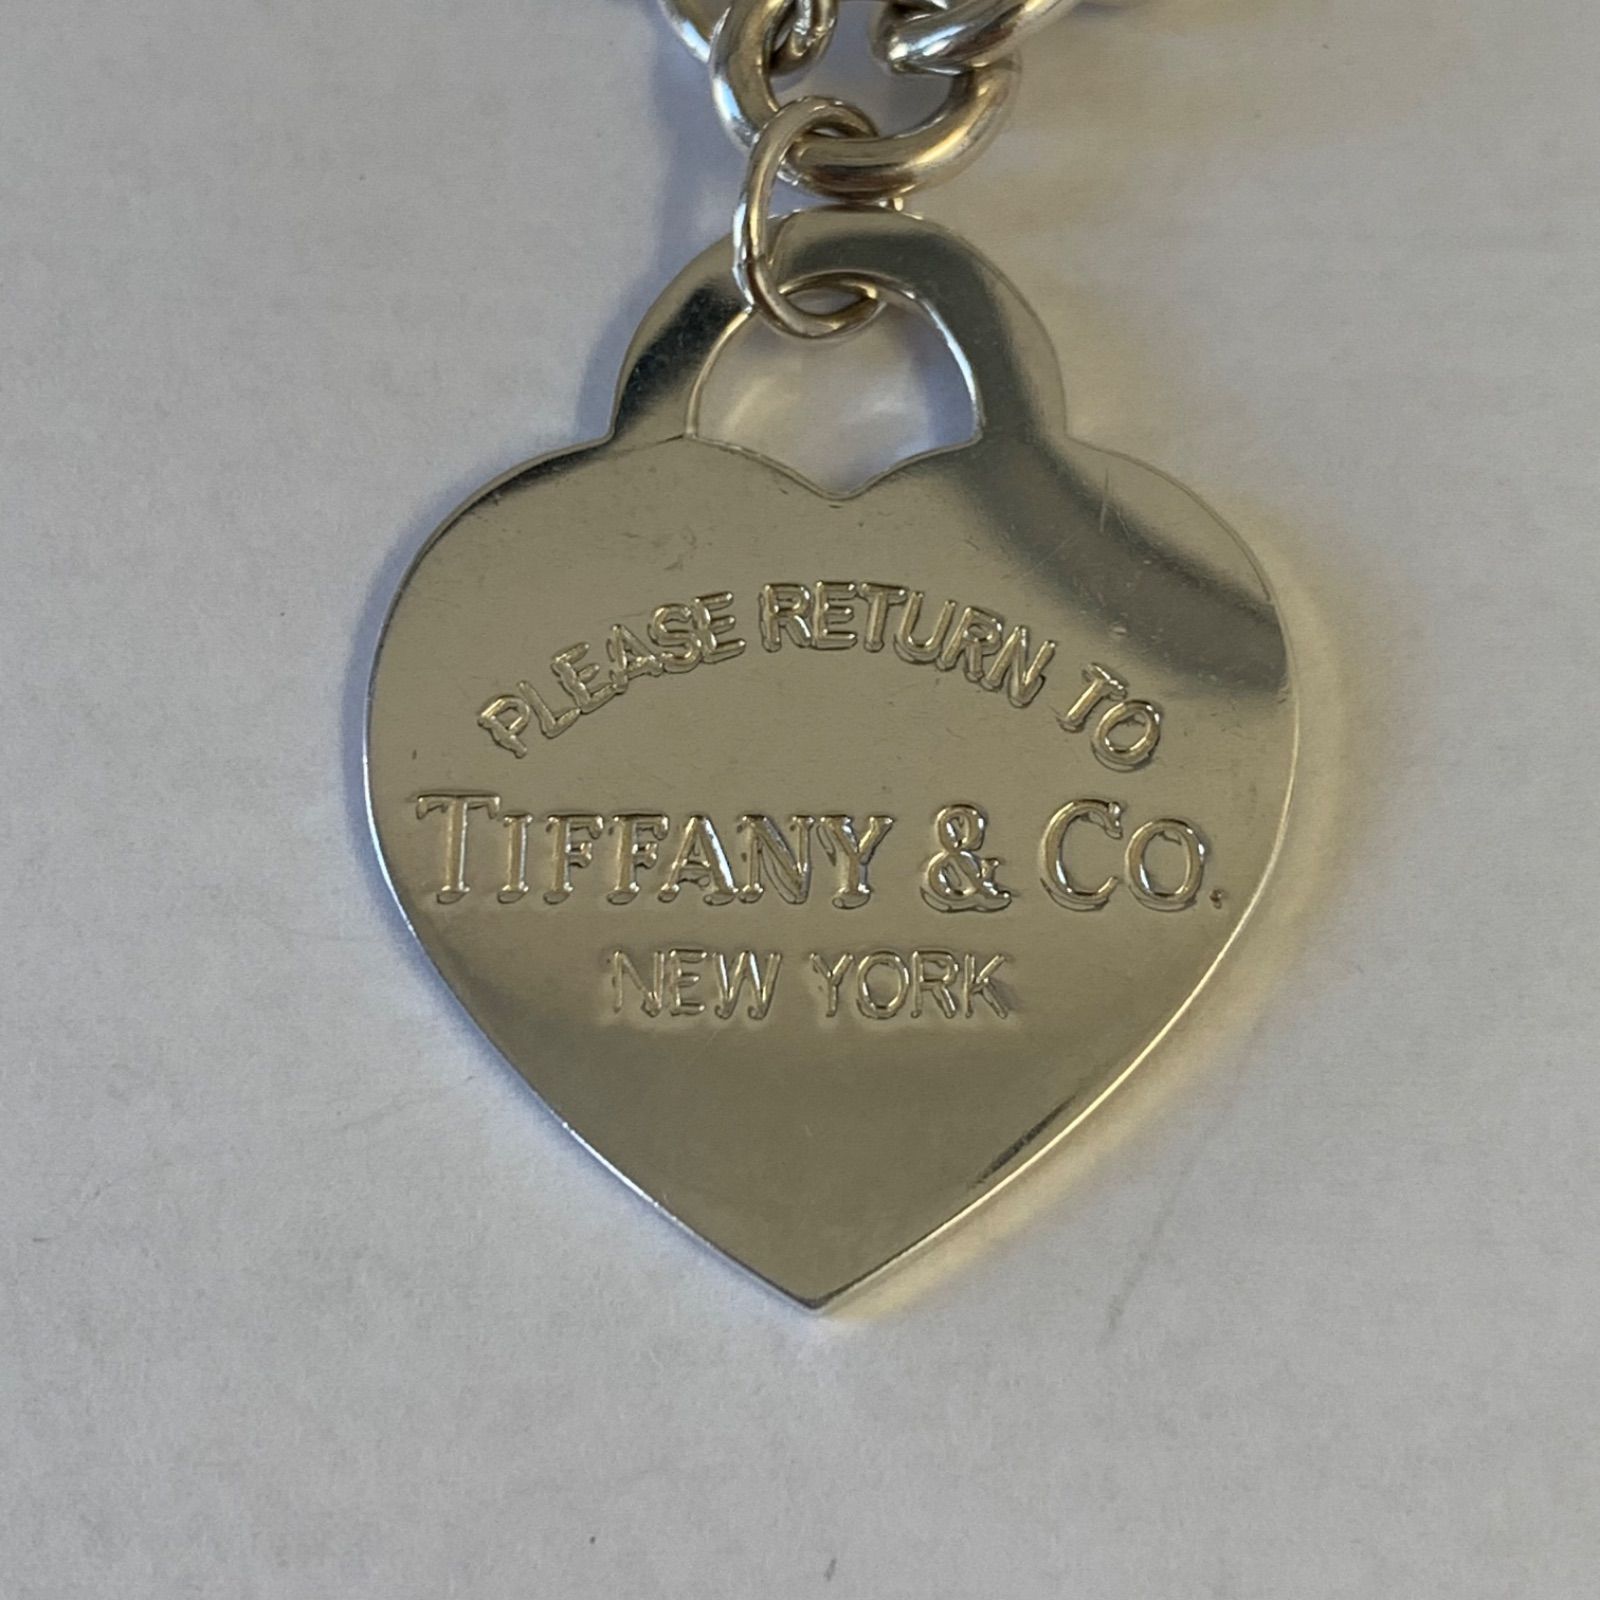 PLEASE RETURN TO
TIFFANY & CO.
NEW YORK